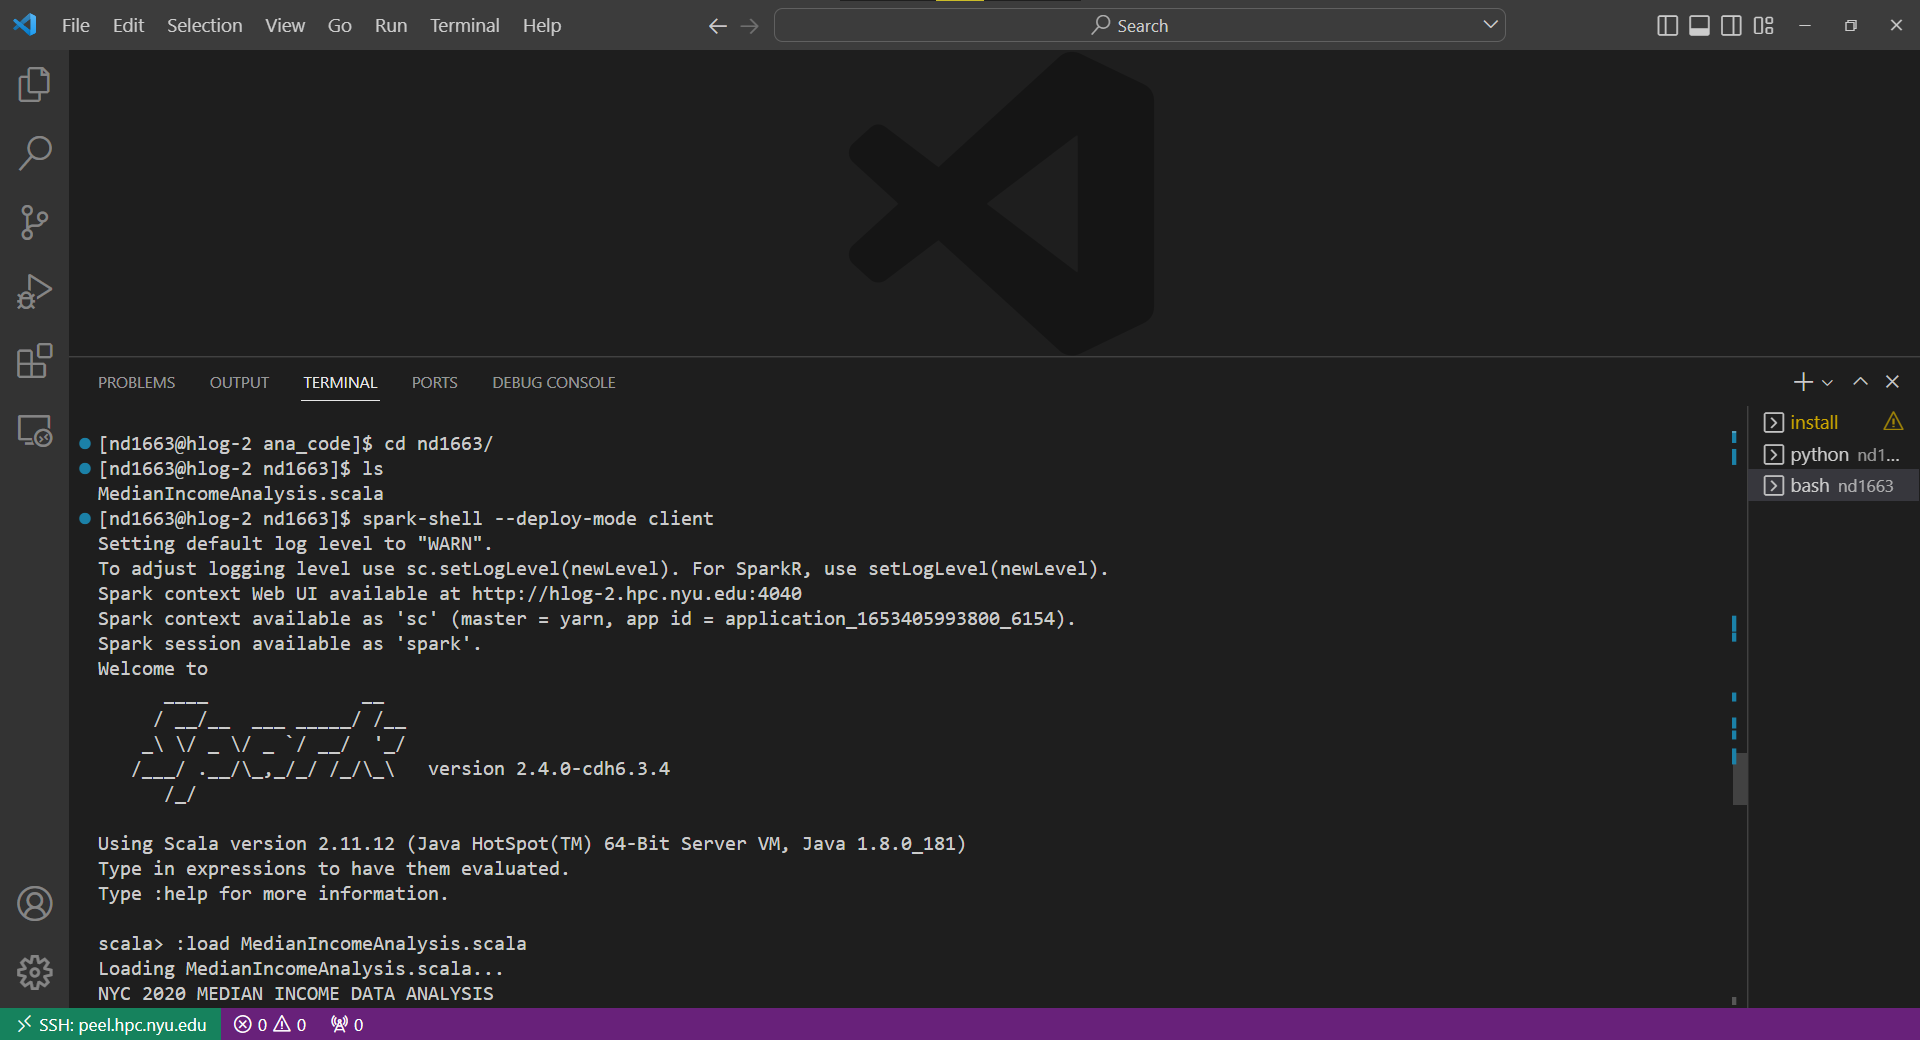 File Edit Selection View Go Run Terminal Help
Search
PROBLEMS OUTPUT TERMINAL PORTS DEBUG CONSOLE
[nd1663@hlog-2 ana_code]$ cd nd1663/
[nd1663@hlog-2 nd1663]$ ls
MedianIncomeAnalysis.scala
[nd1663@hlog-2 nd1663]$ spark-shell --deploy-mode client
Setting default log level to "WARN".
To adjust logging level use sc.setLogLevel(newLevel). For SparkR, use setLogLevel(newLevel).
Spark context Web UI available at http://hlog-2.hpc.nyu.edu:4040
Spark context available as 'sc' (master = yarn, app id = application_1653405993800_6154).
Spark session available as 'spark'.
Welcome to
      ____              __
     / __/__  ___ _____/ /__
    _\ \/ _ \/ _ `/ __/  '_/
   /___/ .__/\_,_/_/ /_/\_\   version 2.4.0-cdh6.3.4
      /_/
Using Scala version 2.11.12 (Java HotSpot(TM) 64-Bit Server VM, Java 1.8.0_181)
Type in expressions to have them evaluated.
Type :help for more information.
scala> :load MedianIncomeAnalysis.scala
Loading MedianIncomeAnalysis.scala...
NYC 2020 MEDIAN INCOME DATA ANALYSIS
install
python nd1...
bash nd1663
SSH: peel.hpc.nyu.edu 0 0 0